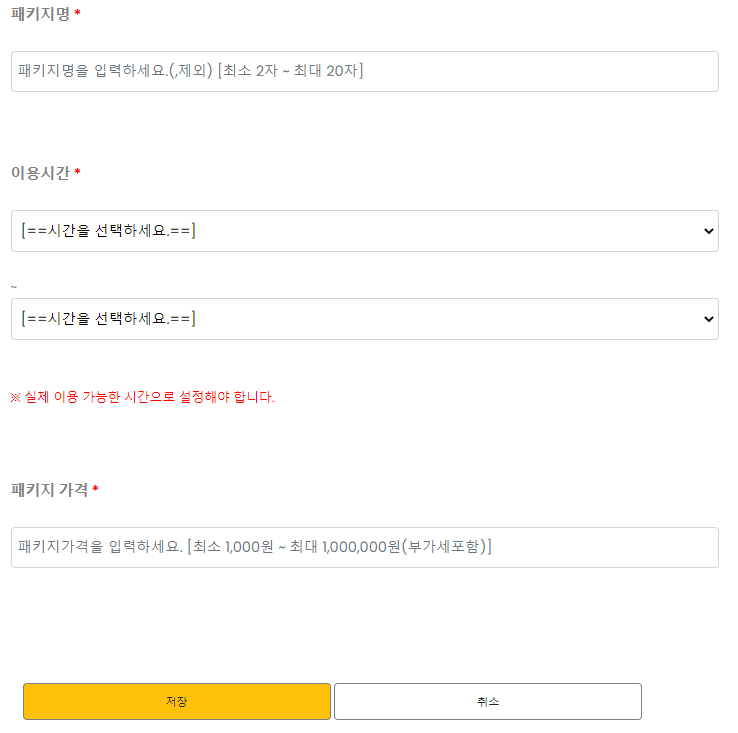 패키지명 *
패키지명을 입력하세요.(,제외) [최소 2자 ~ 최대 20자]
이용시간 *
[==시간을 선택하세요.==]
~
[==시간을 선택하세요.==]
※ 실제 이용 가능한 시간으로 설정해야 합니다.
패키지 가격 *
패키지가격을 입력하세요. [최소 1,000원 ~ 최대 1,000,000원(부가세포함)]
저장 취소